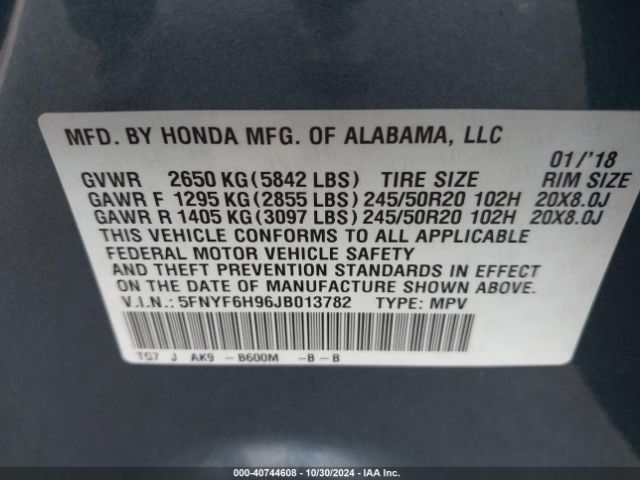 MFD. BY HONDA MFG. OF ALABAMA, LLC
01/'18
GVWR 2650 KG(5842 LBS) TIRE SIZE RIM SIZE
GAWR F 1295 KG(2855 LBS)245/50R20 102H 20X8.0J
GAWR R 1405 KG(3097 LBS)245/50R20 102H 20X8.0J
THIS VEHICLE CONFORMS TO ALL APPLICABLE
FEDERAL MOTOR VEHICLE SAFETY
AND THEFT PREVENTION STANDARDS IN EFFECT
ON THE DATE OF MANUFACTURE SHOWN ABOVE.
V.I.N.: 5FNYF6H96JB013782 TYPE: MPV
TG7 J AK9 -B600M -B-B
000-40744608 - 10/30/2024 - IAA Inc.